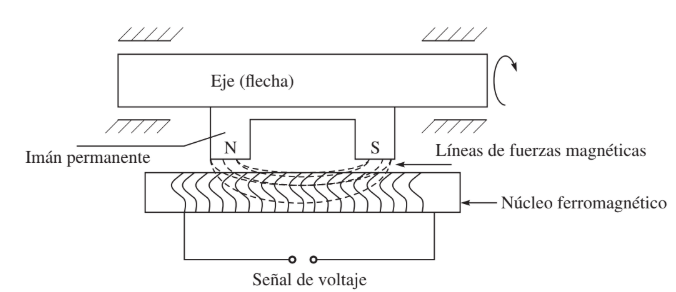 Eje (flecha)
N
S
Imán permanente
Líneas de fuerzas magnéticas
Núcleo ferromagnético
Señal de voltaje